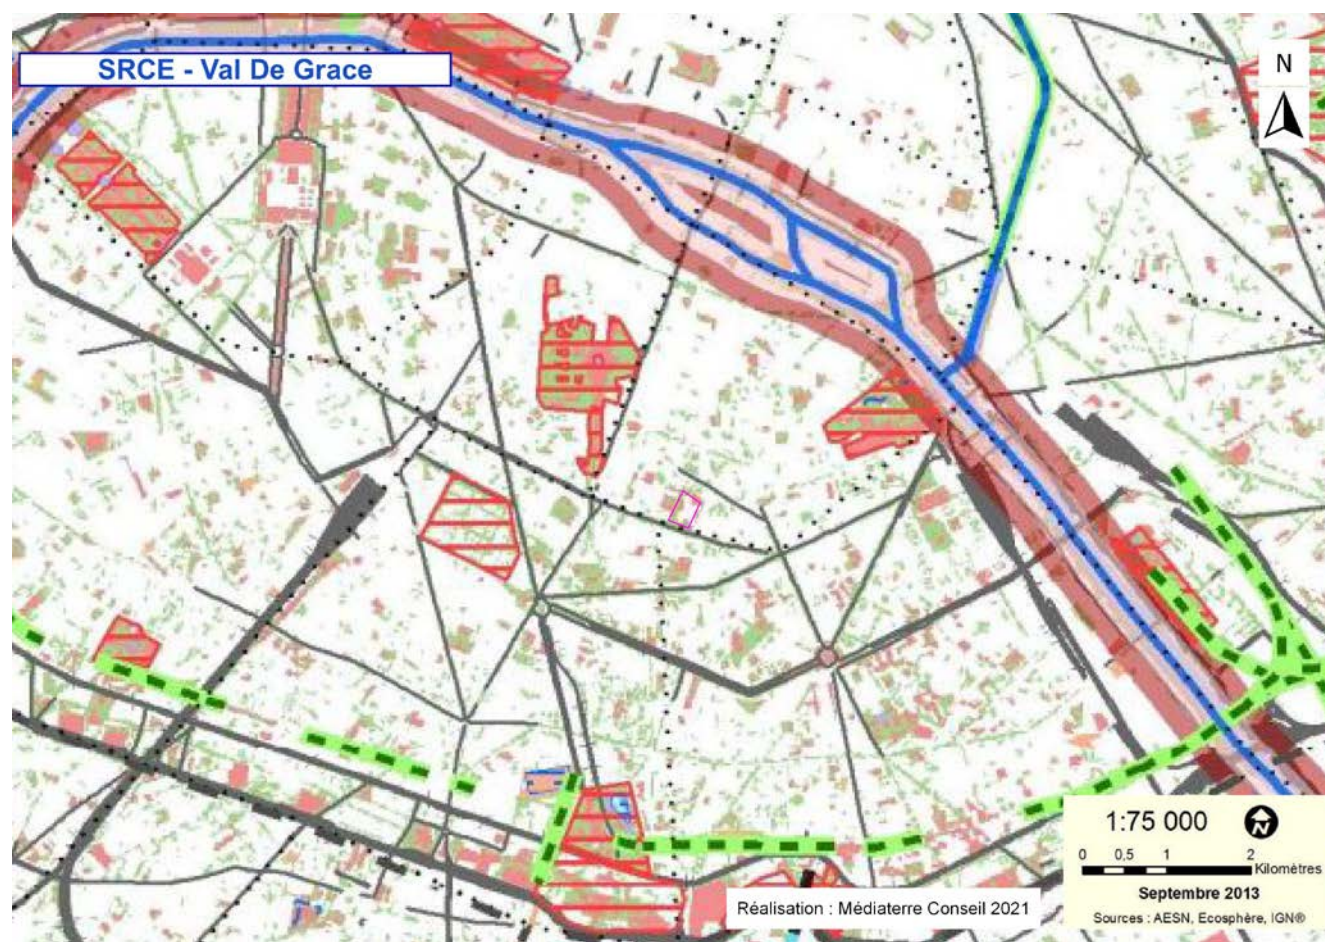 SRCE - Val De Grace
N
1:75 000
N
0 0,5 1 2
Kilomètres
Septembre 2013
Sources : AESN, Ecosphère, IGN®
Réalisation : Médiaterre Conseil 2021